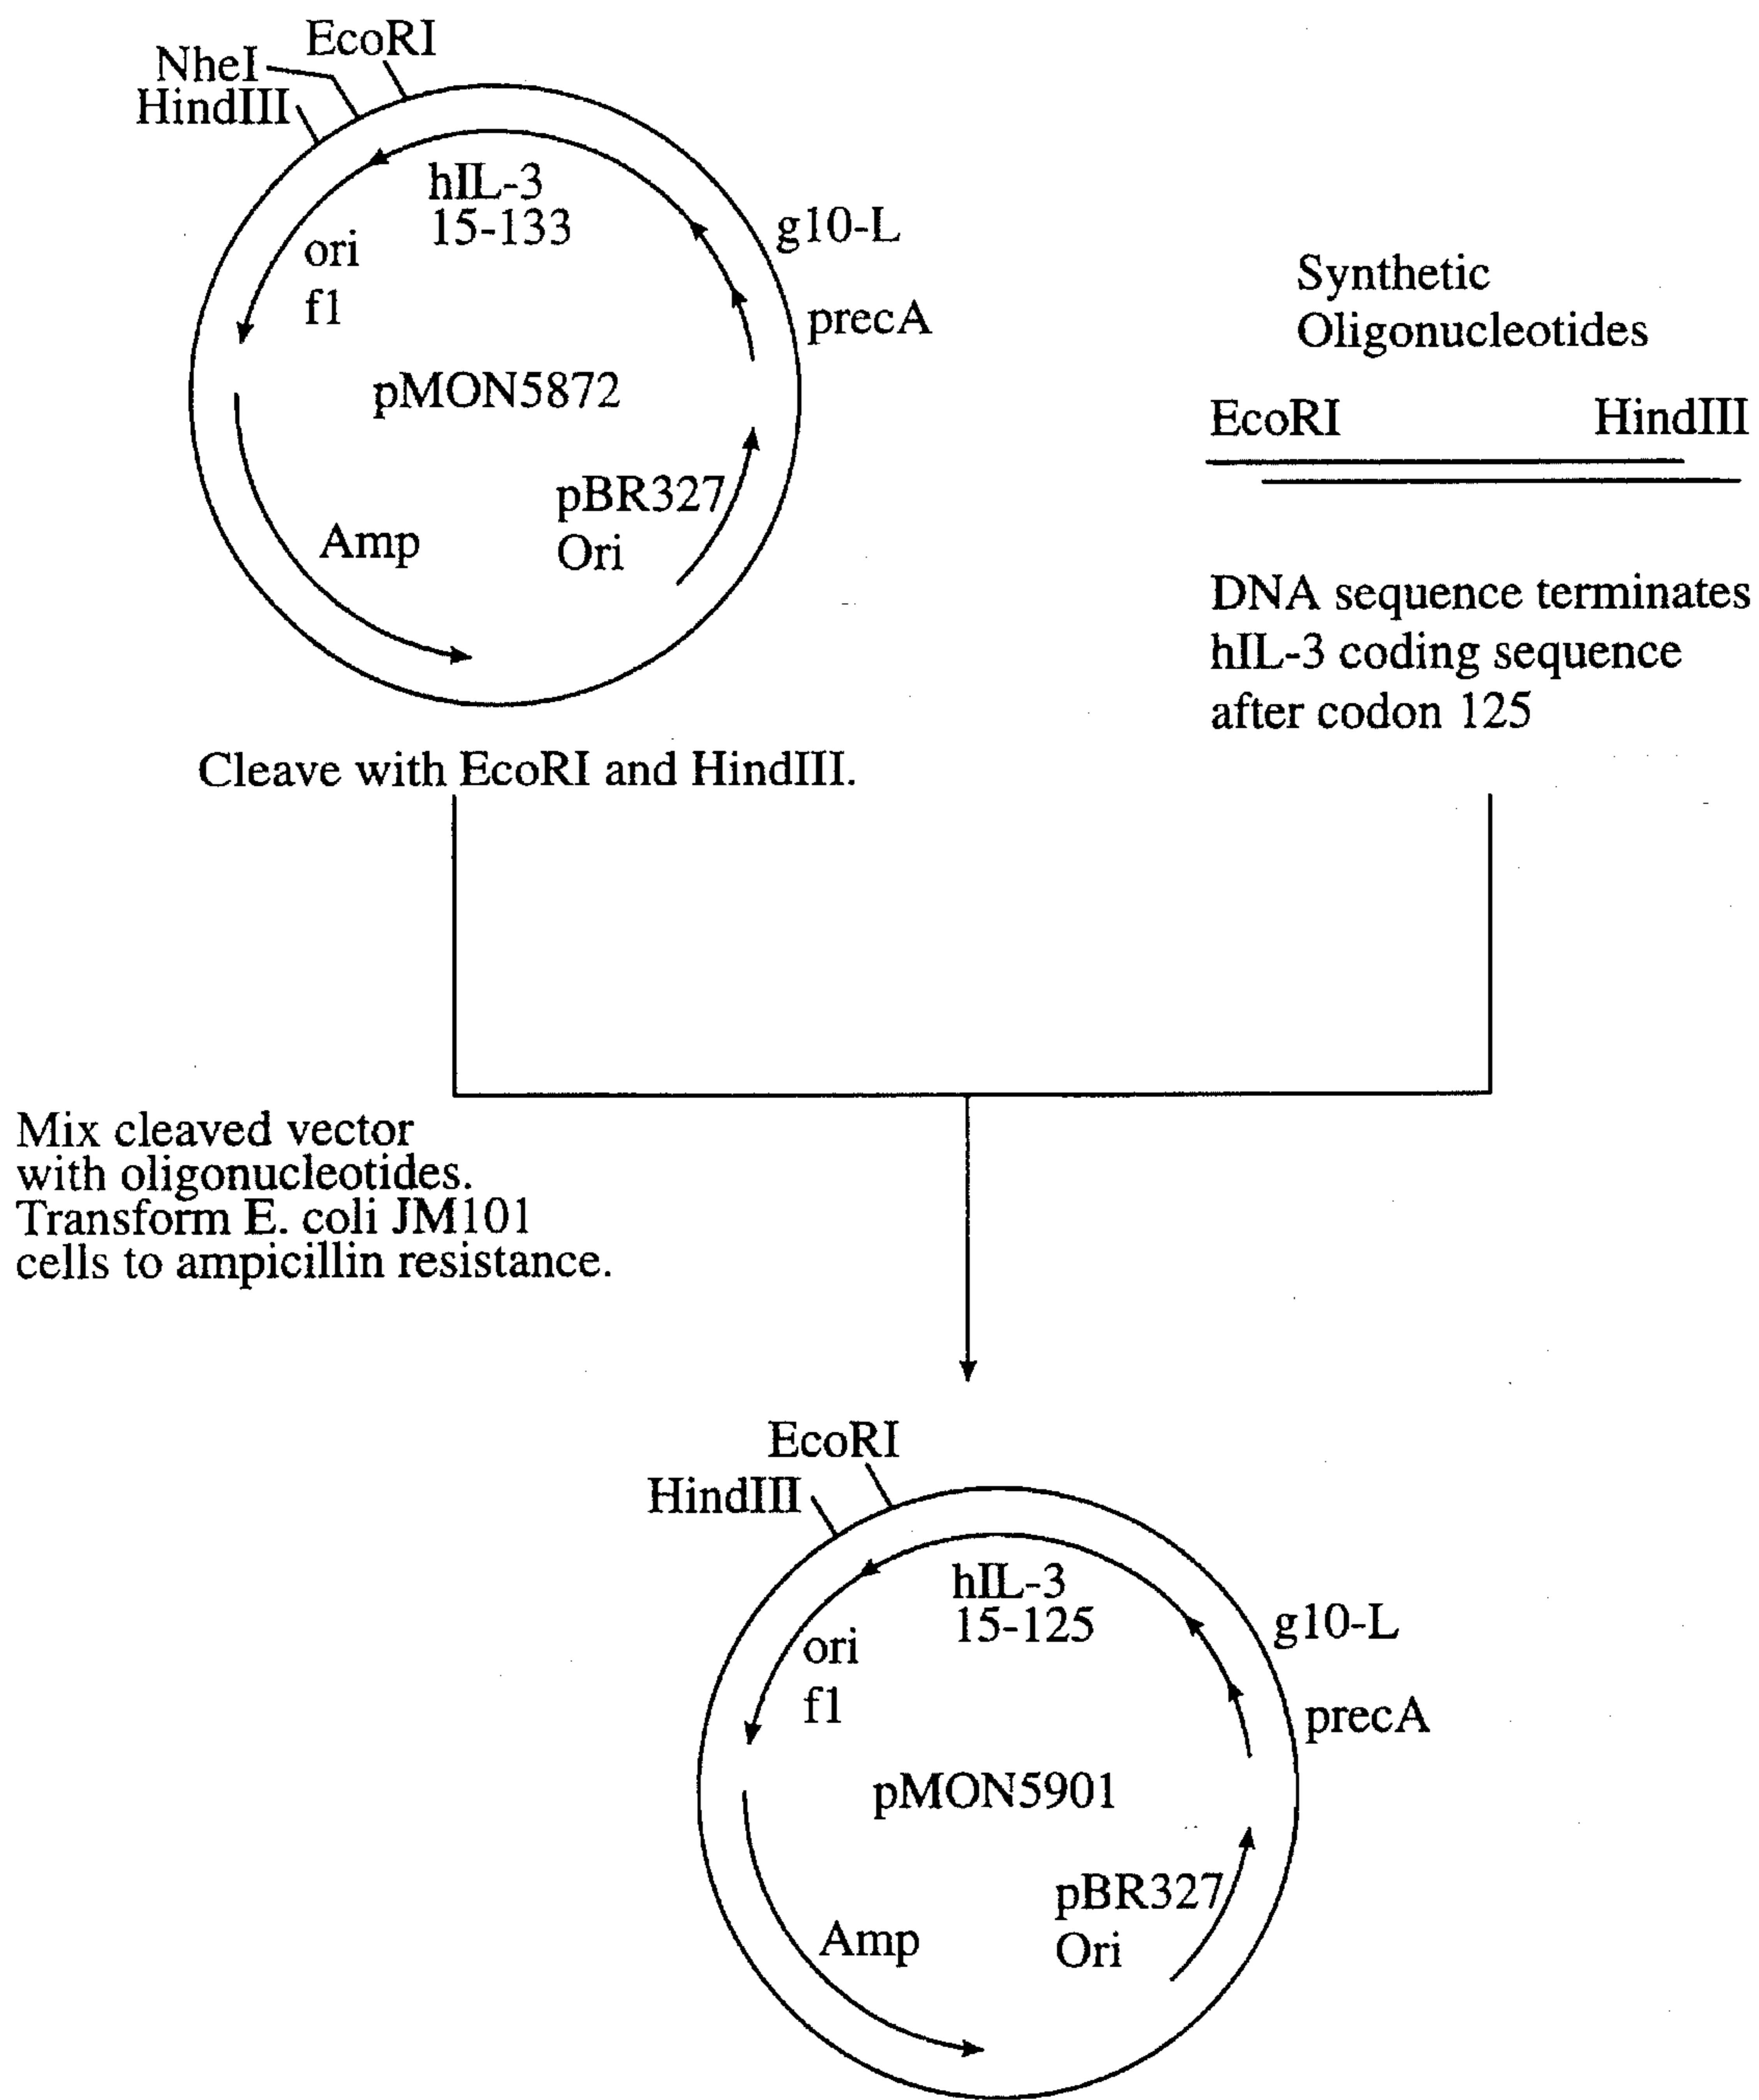 EcoRI
NheI
HindIII
hIL-3
15-133
g10-L
ori
f1
precA
pMON5872
pBR327
Ori
Amp
Cleave with EcoRI and HindIII.
Synthetic
Oligonucleotides
EcoRI HindIII
DNA sequence terminates
hIL-3 coding sequence
after codon 125
Mix cleaved vector
with oligonucleotides.
Transform E. coli JM101
cells to ampicillin resistance.
EcoRI
HindIII
hIL-3
15-125
g10-L
ori
f1
precA
pMON5901
pBR327
Ori
Amp